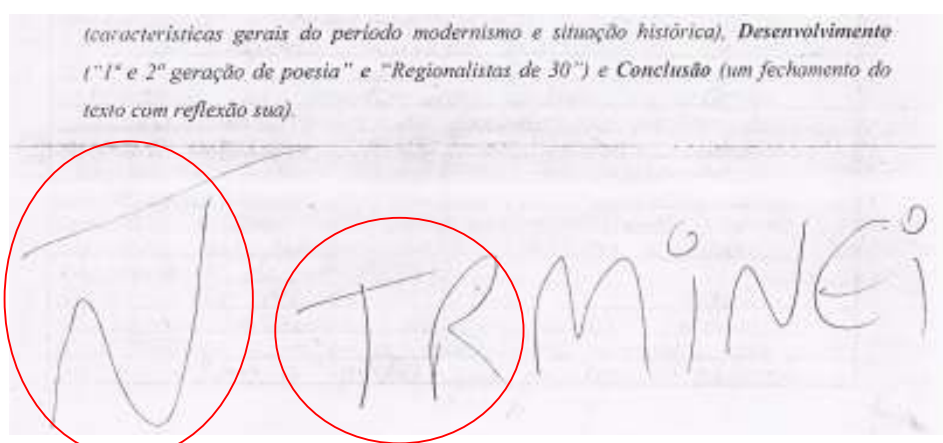 (características gerais do período modernismo e situação histórica), Desenvolvimento
("1ª e 2ª geração de poesia" e "Regionalistas de 30") e Conclusão (um fechamento do
texto com reflexão sua).
N̄ TRMINEi